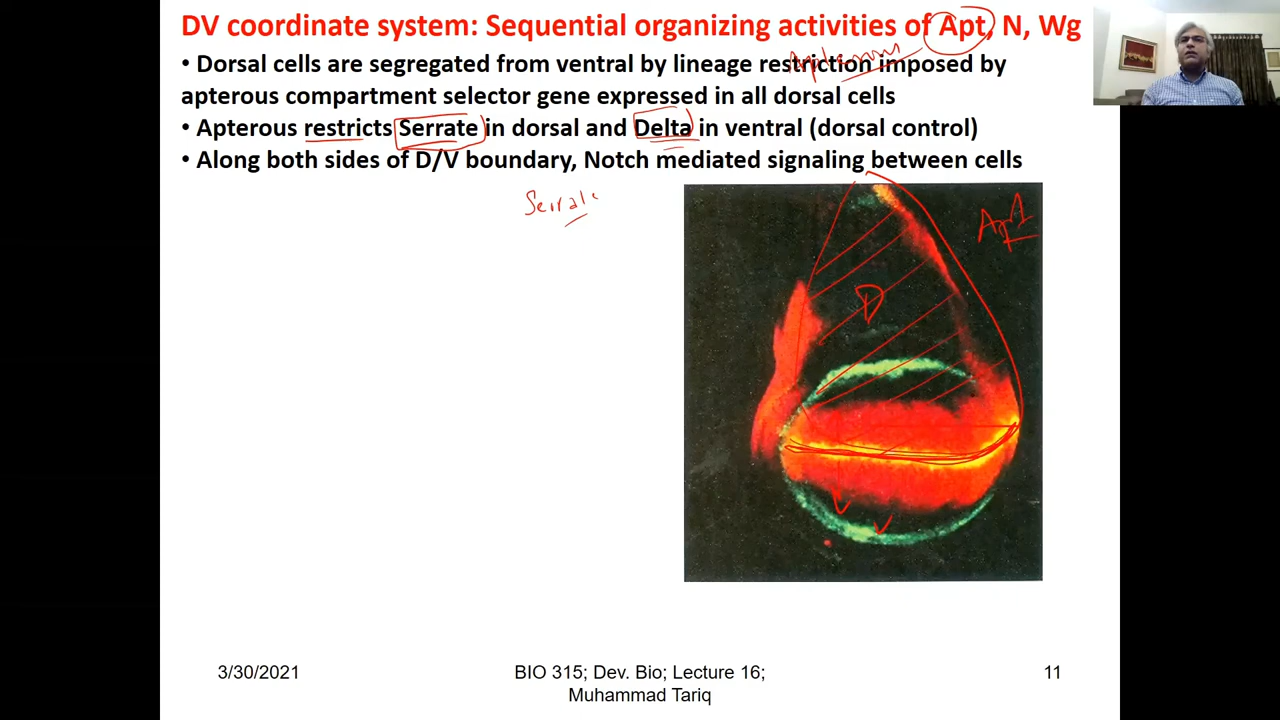 DV coordinate system: Sequential organizing activities of Apt, N, Wg
Apterous
• Dorsal cells are segregated from ventral by lineage restriction imposed by
apterous compartment selector gene expressed in all dorsal cells
• Apterous restricts Serrate in dorsal and Delta in ventral (dorsal control)
• Along both sides of D/V boundary, Notch mediated signaling between cells
Serrate
Apt
D
V
3/30/2021
BIO 315; Dev. Bio; Lecture 16;
Muhammad Tariq
11